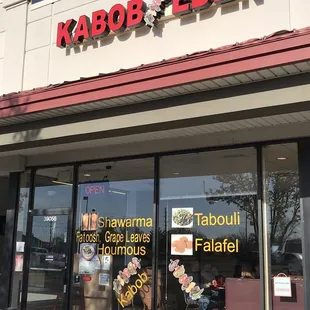 KABOB
OPEN
Shawarma
Fatoosh, Grape Leaves
Houmous
Tabouli
Falafel
Kabob